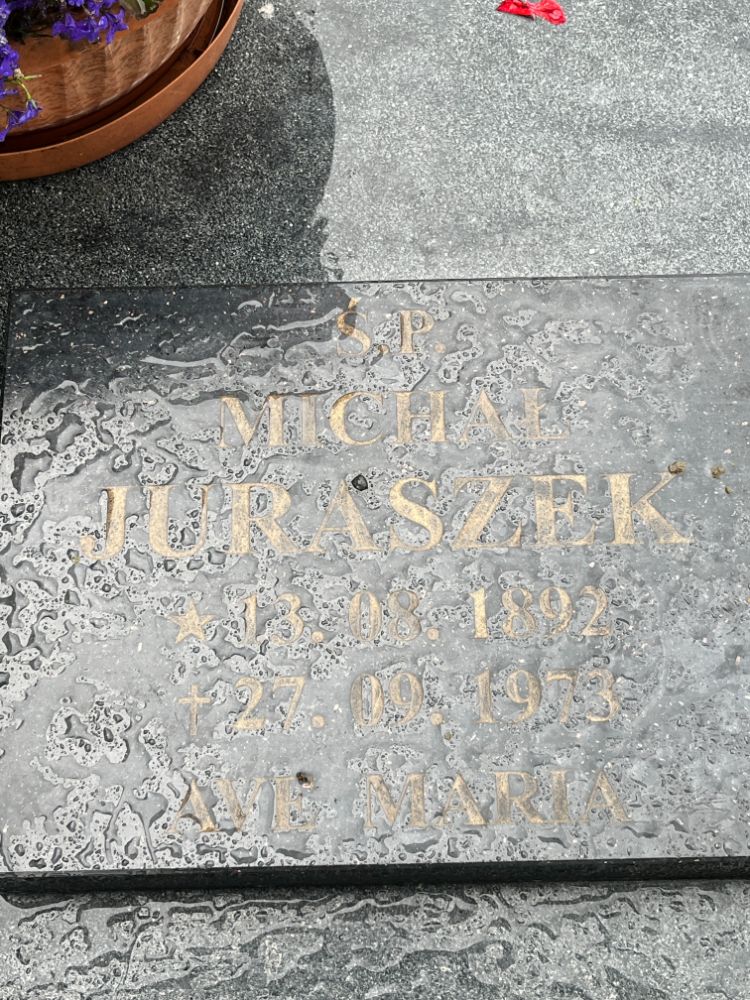 Ś.P.
MICHAŁ
JURASZEK
★ 13. 08. 1892
✝ 27. 09. 1973
AVE MARIA